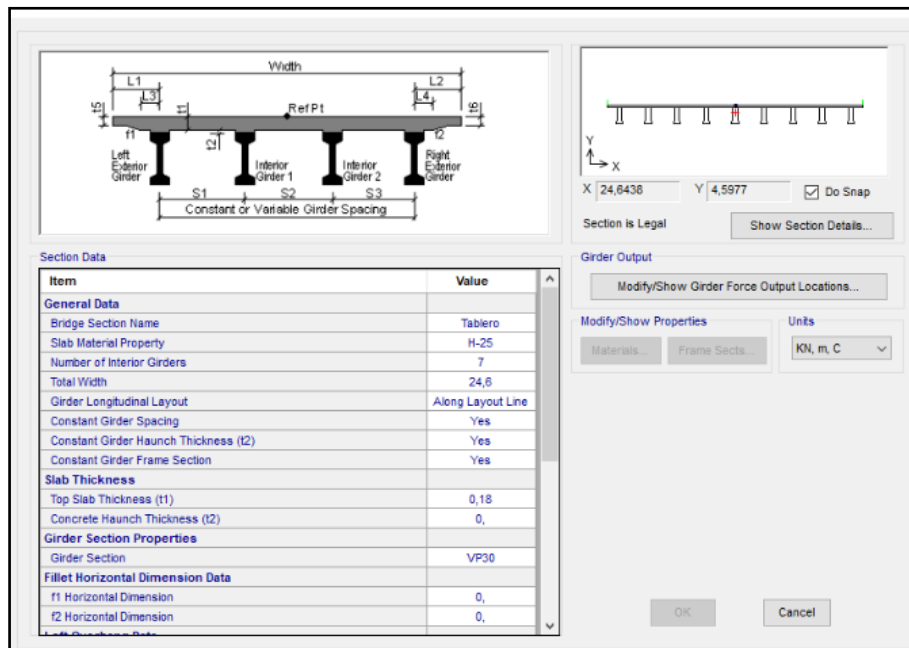 Width
L1
L2
L3
L4
t5
t1
Ref Pt
t6
f1
t2
f2
Left Exterior Girder
Interior Girder 1
Interior Girder 2
Right Exterior Girder
S1
S2
S3
Constant or Variable Girder Spacing
Y
X
X 24,6438 Y 4,5977 Do Snap
Section is Legal
Show Section Details...
Section Data
Item Value
General Data
Bridge Section Name Tablero
Slab Material Property H-25
Number of Interior Girders 7
Total Width 24,6
Girder Longitudinal Layout Along Layout Line
Constant Girder Spacing Yes
Constant Girder Haunch Thickness (t2) Yes
Constant Girder Frame Section Yes
Slab Thickness
Top Slab Thickness (t1) 0,18
Concrete Haunch Thickness (t2) 0,
Girder Section Properties
Girder Section VP30
Fillet Horizontal Dimension Data
f1 Horizontal Dimension 0,
f2 Horizontal Dimension 0,
Left Overhang Data
Girder Output
Modify/Show Girder Force Output Locations...
Modify/Show Properties
Materials... Frame Sects...
Units
KN, m, C
OK Cancel